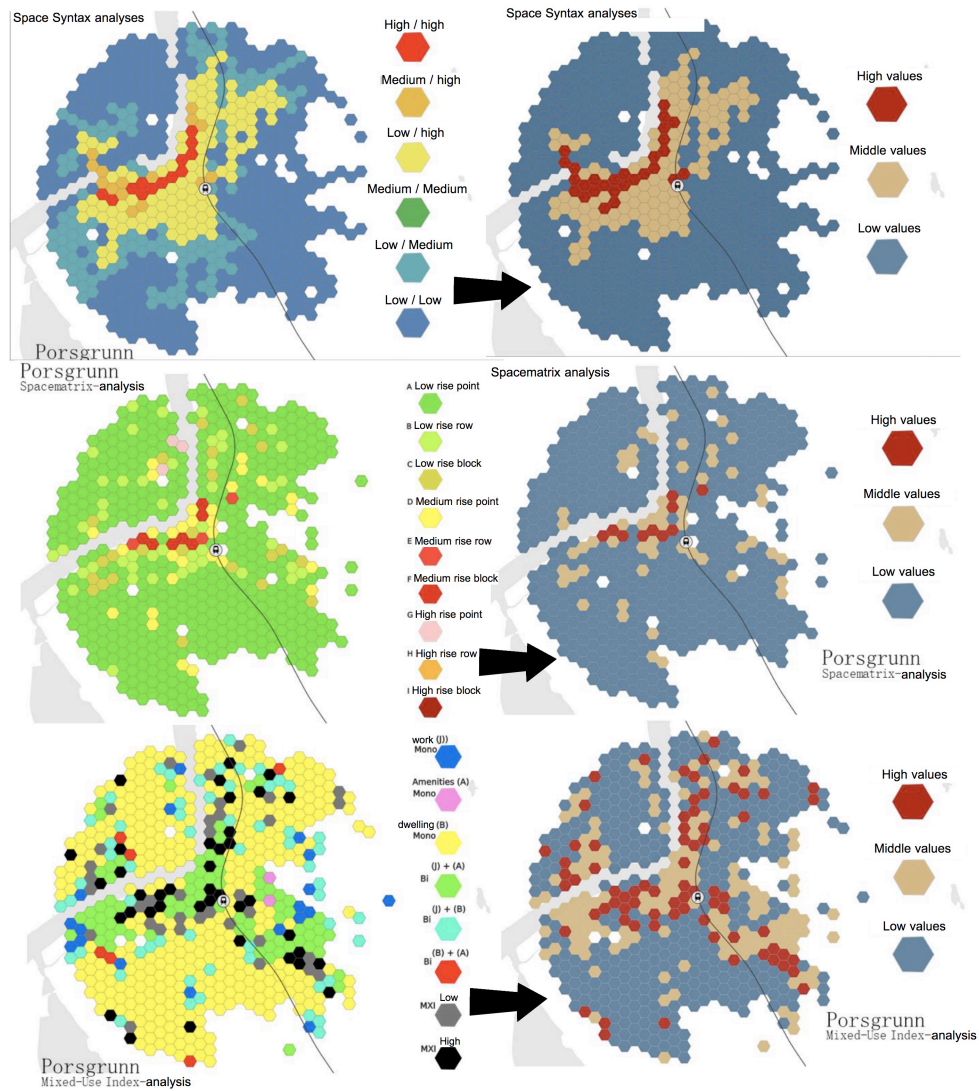 Space Syntax analyses
High / high
Medium / high
Low / high
Medium / Medium
Low / Medium
Low / Low
Porsgrunn
Space Syntax analyses
High values
Middle values
Low values
Porsgrunn
Spacematrix-analysis
A Low rise point
B Low rise row
C Low rise block
D Medium rise point
E Medium rise row
F Medium rise block
G High rise point
H High rise row
I High rise block
Spacematrix analysis
High values
Middle values
Low values
Porsgrunn
Spacematrix-analysis
work (J))
Mono
Amenities (A)
Mono
dwelling (B)
Mono
(J) + (A)
Bi
(J) + (B)
Bi
(B) + (A)
Bi
Low
MXI
High
MXI
Porsgrunn
Mixed-Use Index-analysis
High values
Middle values
Low values
Porsgrunn
Mixed-Use Index-analysis